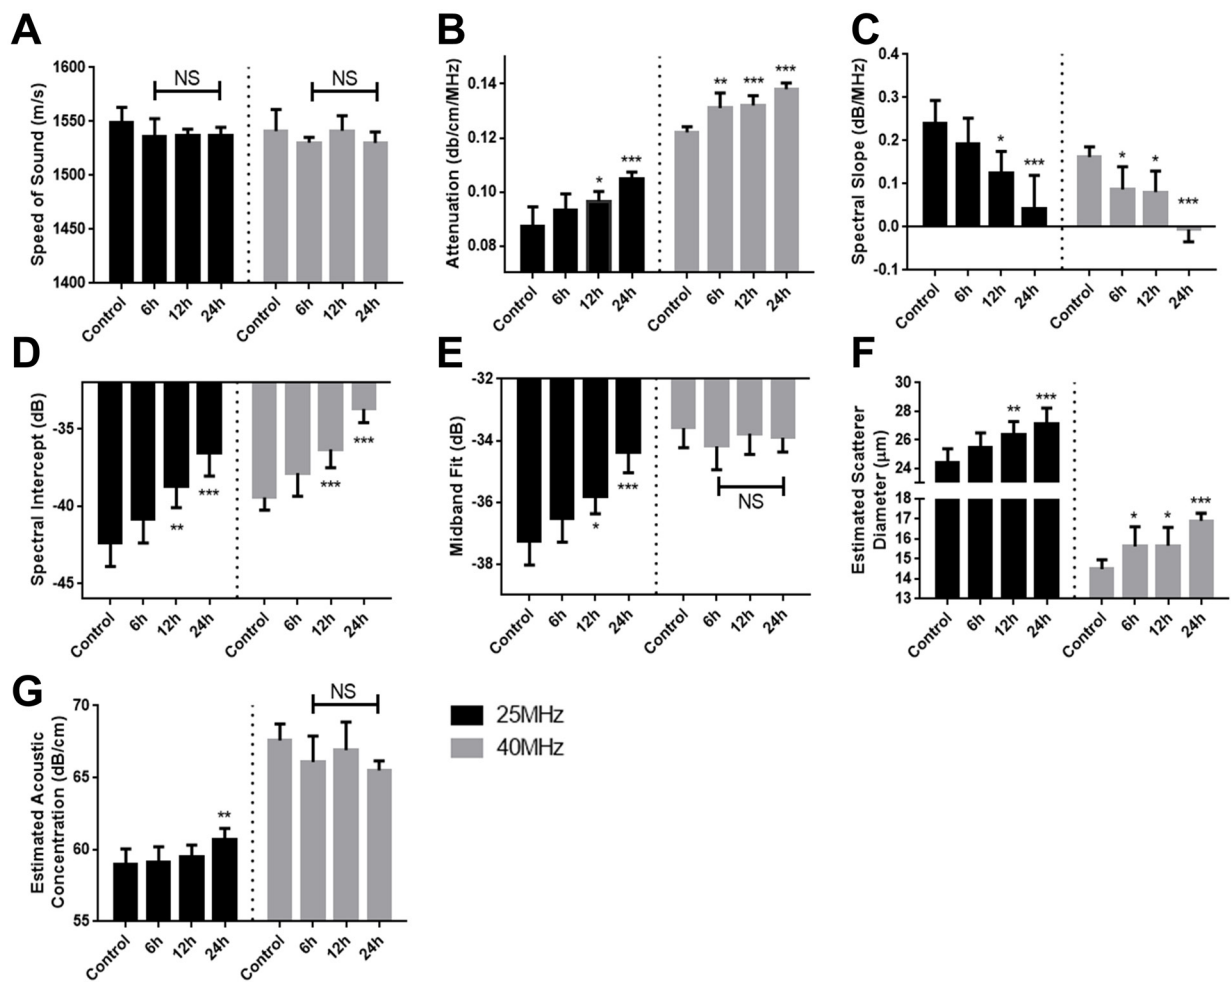 A
Speed of Sound (m/s)
1600
1550
1500
1450
1400
NS
NS
Control
6h
12h
24h
Control
6h
12h
24h
B
Attenuation (db/cm/MHz)
0.14
0.12
0.10
0.08
*
***
**
***
***
Control
6h
12h
24h
Control
6h
12h
24h
C
Spectral Slope (dB/MHz)
0.4
0.3
0.2
0.1
0.0
-0.1
*
***
*
*
***
Control
6h
12h
24h
Control
6h
12h
24h
D
Spectral Intercept (dB)
-35
-40
-45
**
***
***
***
Control
6h
12h
24h
Control
6h
12h
24h
E
Midband Fit (dB)
-32
-34
-36
-38
*
***
NS
Control
6h
12h
24h
Control
6h
12h
24h
F
Estimated Scatterer
Diameter (μm)
30
28
26
24
18
17
16
15
14
13
**
***
*
*
***
Control
6h
12h
24h
Control
6h
12h
24h
G
Estimated Acoustic
Concentration (dB/cm)
70
65
60
55
**
NS
Control
6h
12h
24h
Control
6h
12h
24h
25MHz
40MHz